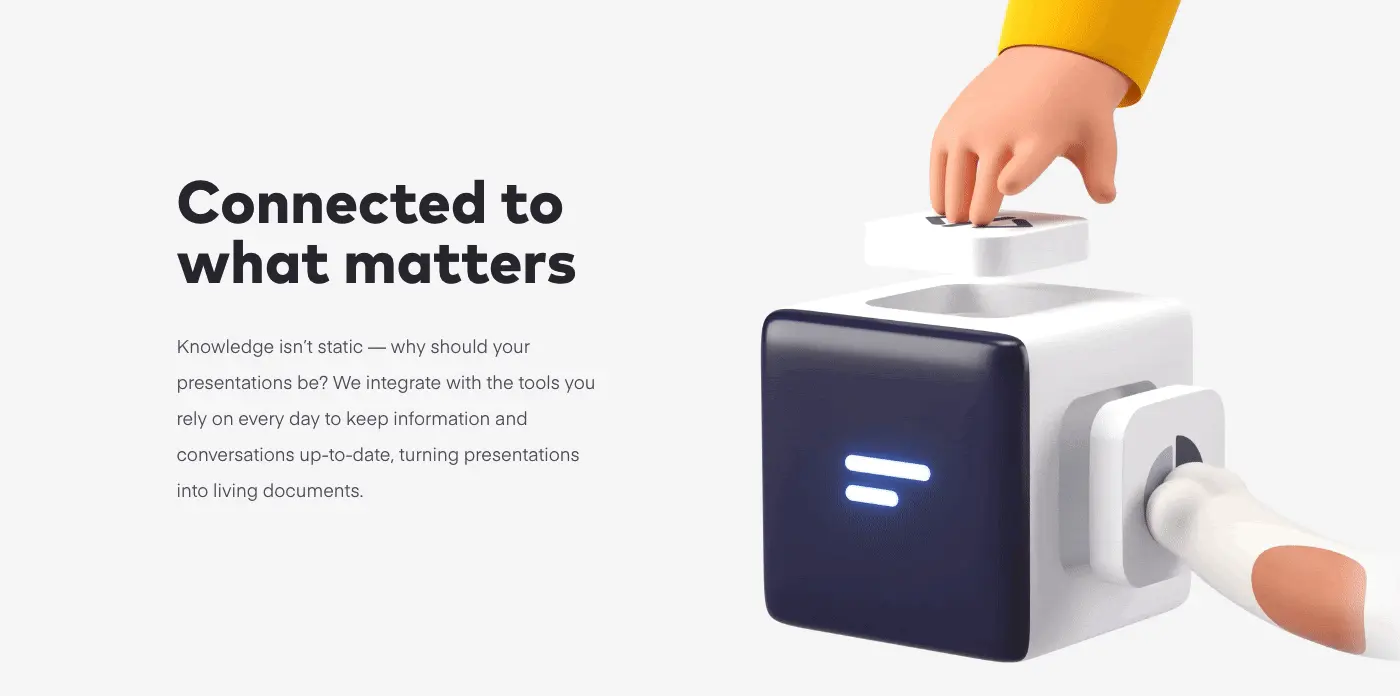 Connected to
what matters
Knowledge isn’t static — why should your
presentations be? We integrate with the tools you
rely on every day to keep information and
conversations up-to-date, turning presentations
into living documents.